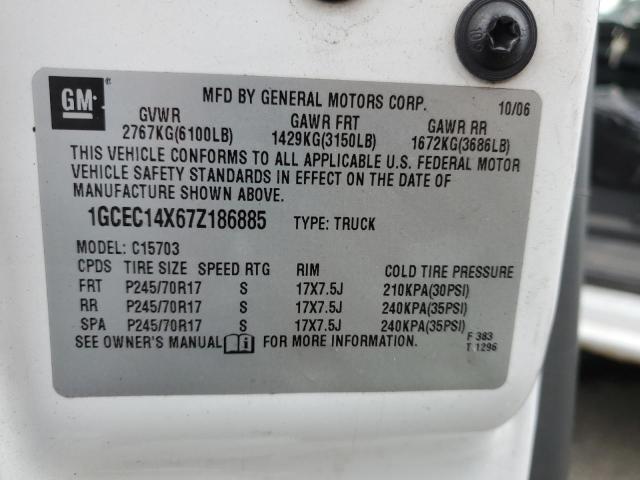 GM
MFD BY GENERAL MOTORS CORP. 10/06
GVWR GAWR FRT GAWR RR
2767KG(6100LB) 1429KG(3150LB) 1672KG(3686LB)
THIS VEHICLE CONFORMS TO ALL APPLICABLE U.S. FEDERAL MOTOR
VEHICLE SAFETY STANDARDS IN EFFECT ON THE DATE OF
MANUFACTURE SHOWN ABOVE.
1GCEC14X67Z186885 TYPE: TRUCK
MODEL: C15703
CPDS TIRE SIZE SPEED RTG RIM COLD TIRE PRESSURE
FRT P245/70R17 S 17X7.5J 210KPA(30PSI)
RR P245/70R17 S 17X7.5J 240KPA(35PSI)
SPA P245/70R17 S 17X7.5J 240KPA(35PSI)
SEE OWNER'S MANUAL FOR MORE INFORMATION.
F 383
T 1296